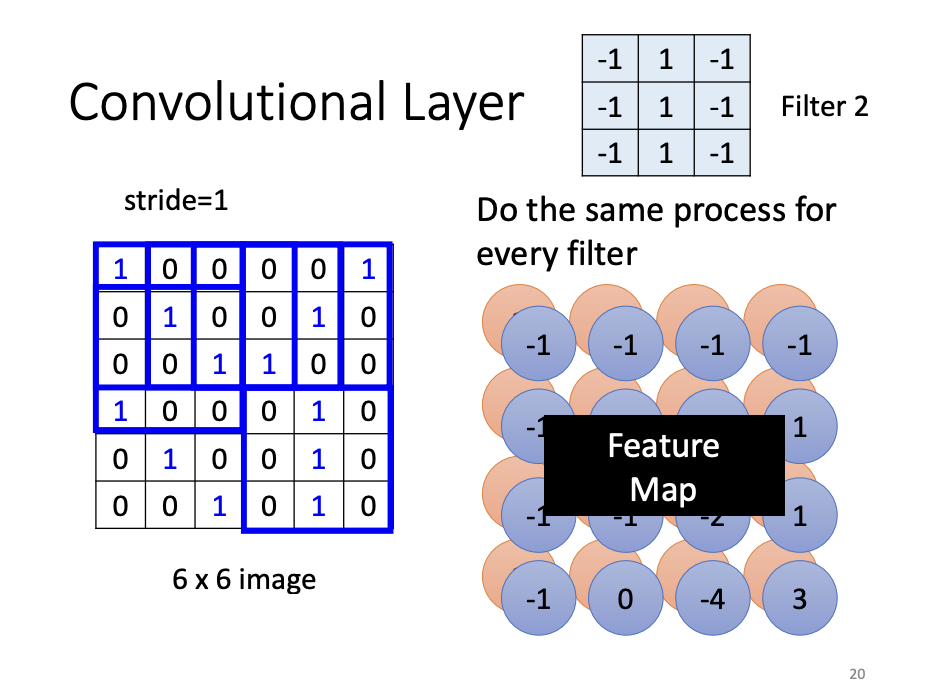 Convolutional Layer
-1 1 -1
-1 1 -1
-1 1 -1
Filter 2
stride=1
Do the same process for
every filter
1 0 0 0 0 1
0 1 0 0 1 0
0 0 1 1 0 0
1 0 0 0 1 0
0 1 0 0 1 0
0 0 1 0 1 0
6 x 6 image
-1 -1 -1 -1
-1 1
Feature
Map
-1 -1 -2 1
-1 0 -4 3
20